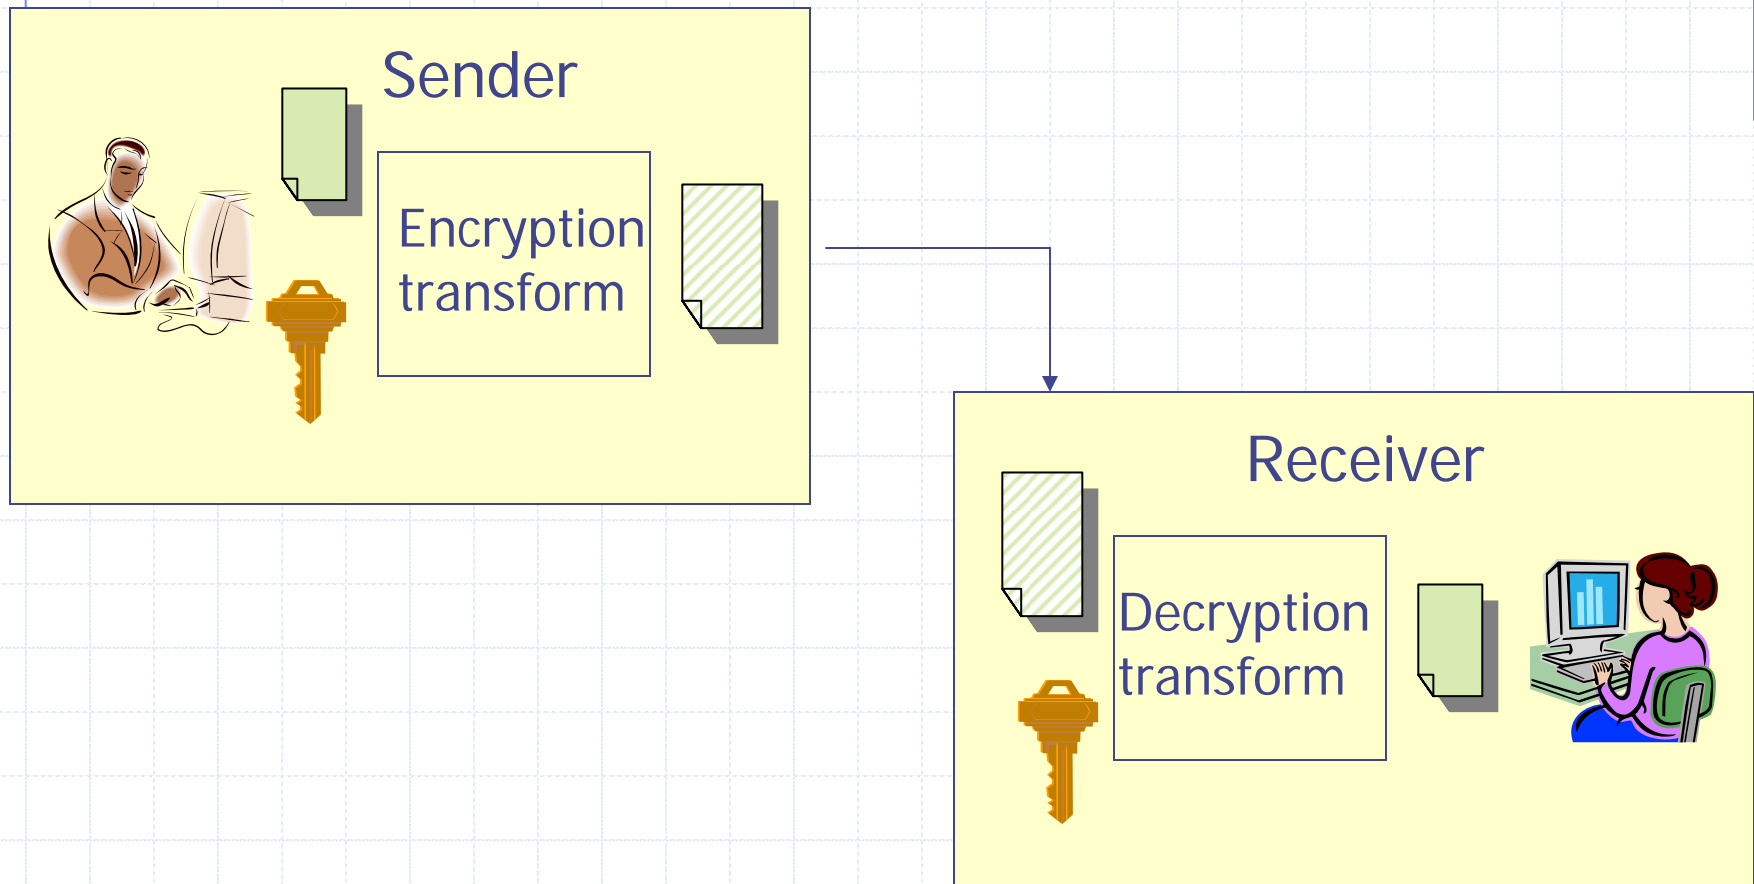 Sender
Encryption
transform
Receiver
Decryption
transform